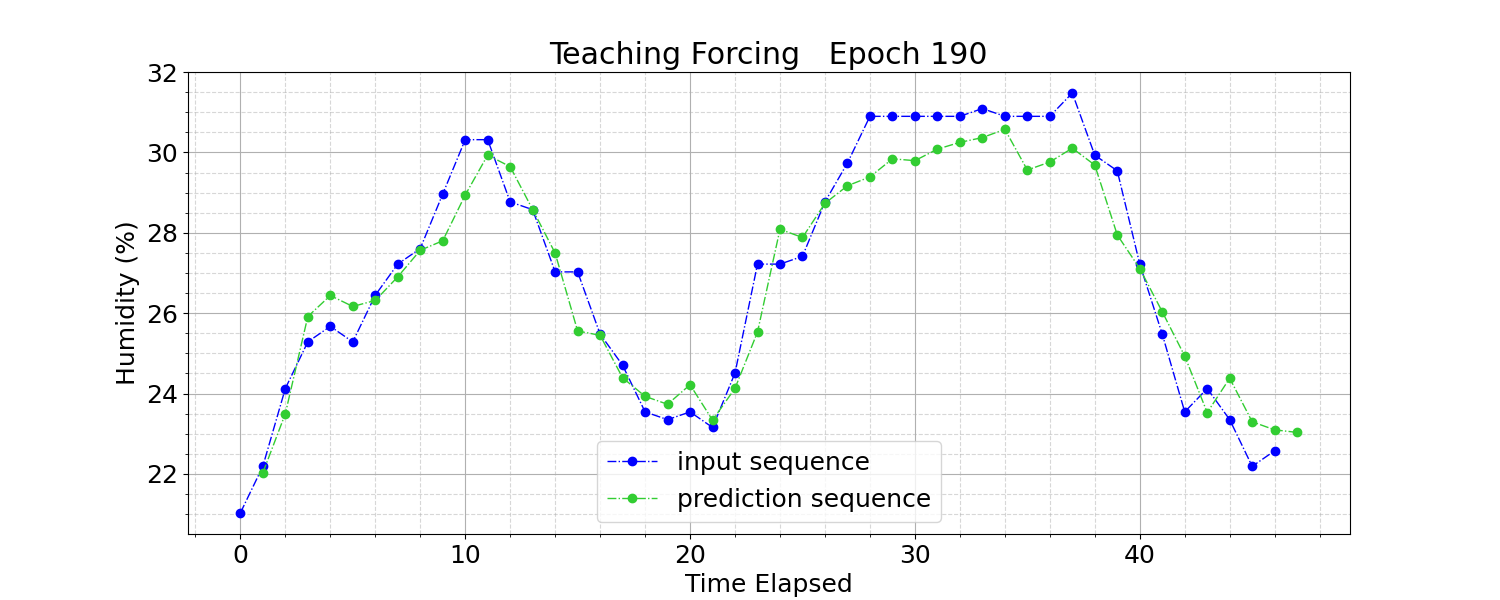 Teaching Forcing   Epoch 190
32
30
28
26
24
22
Humidity (%)
input sequence
prediction sequence
0 10 20 30 40
Time Elapsed